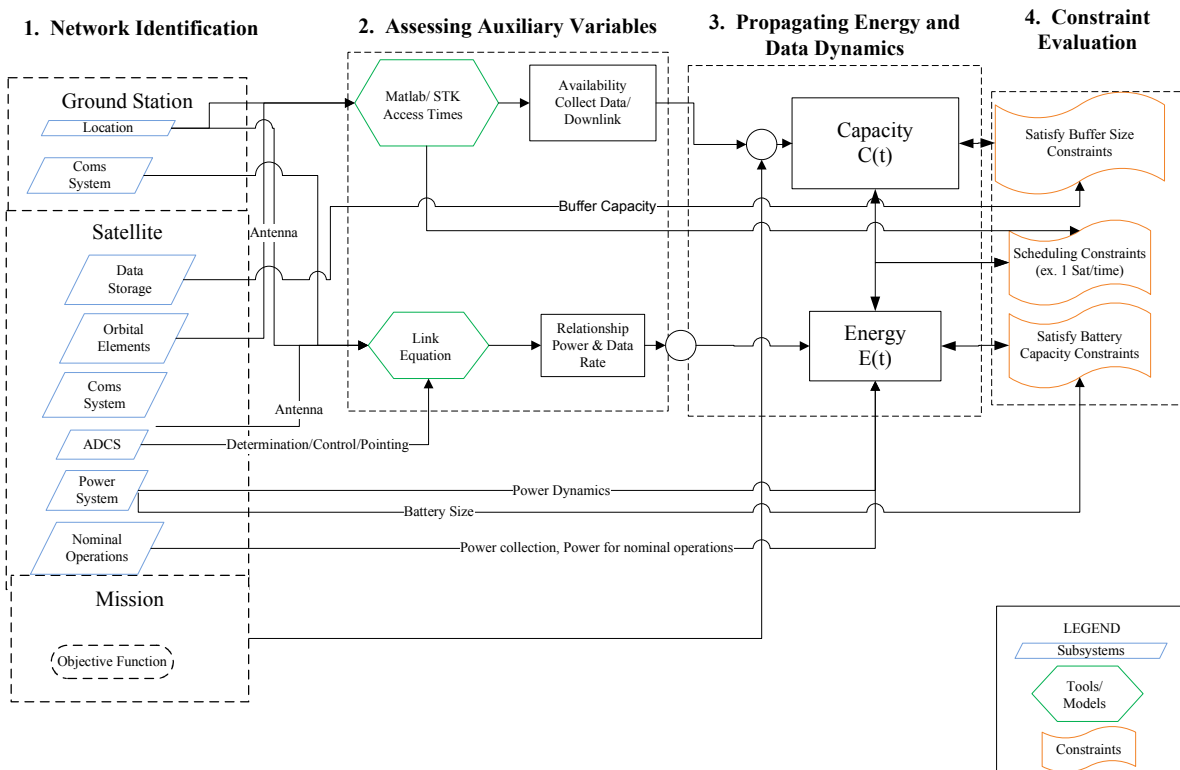 1. Network Identification
2. Assessing Auxiliary Variables
3. Propagating Energy and
Data Dynamics
4. Constraint
Evaluation
Ground Station
Location
Coms
System
Satellite
Data
Storage
Orbital
Elements
Coms
System
ADCS
Power
System
Nominal
Operations
Mission
Objective Function
Antenna
Antenna
Determination/Control/Pointing
Matlab/ STK
Access Times
Availability
Collect Data/
Downlink
Buffer Capacity
Link
Equation
Relationship
Power & Data
Rate
Power Dynamics
Battery Size
Power collection, Power for nominal operations
Capacity
C(t)
Energy
E(t)
Satisfy Buffer Size
Constraints
Scheduling Constraints
(ex. 1 Sat/time)
Satisfy Battery
Capacity Constraints
LEGEND
Subsystems
Tools/
Models
Constraints